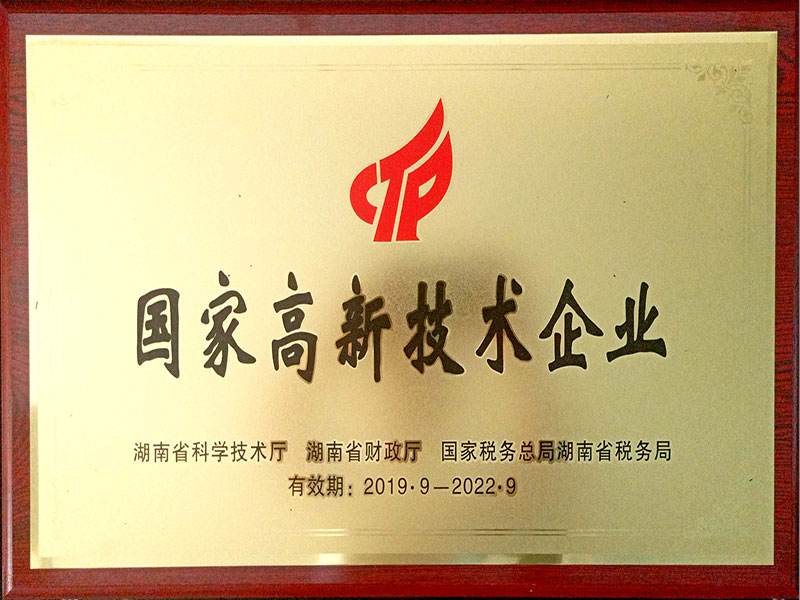 CTP
国家高新技术企业
湖南省科学技术厅 湖南省财政厅 国家税务总局湖南省税务局
有效期：2019·9—2022·9